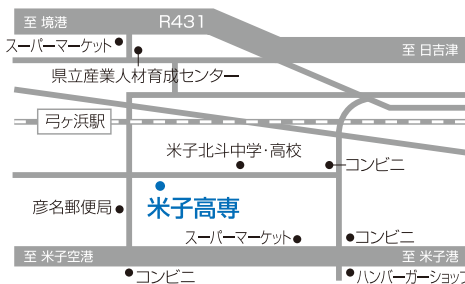 至 境港
R431
スーパーマーケット
至 日吉津
県立産業人材育成センター
弓ヶ浜駅
米子北斗中学・高校
コンビニ
彦名郵便局
米子高専
スーパーマーケット
コンビニ
至 米子空港
至 米子港
コンビニ
ハンバーガーショップ